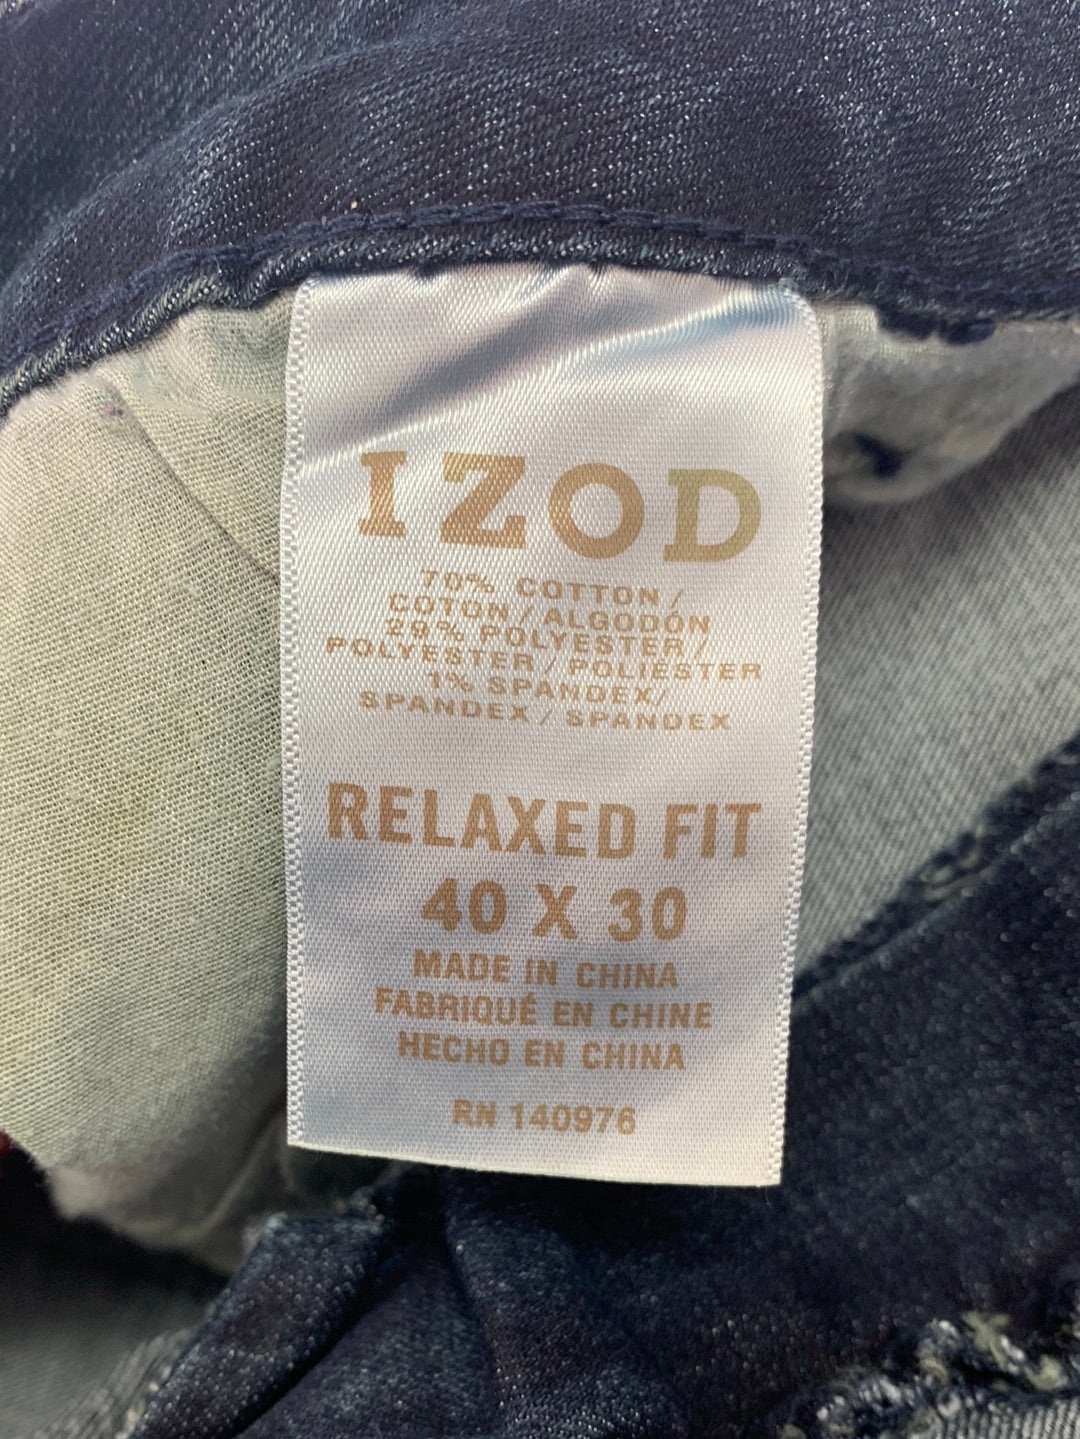 IZOD
70% COTTON/
COTON/ALGODÓN
29% POLYESTER/
POLYESTER/POLIÉSTER
1% SPANDEX/
SPANDEX/SPANDEX
RELAXED FIT
40 X 30
MADE IN CHINA
FABRIQUÉ EN CHINE
HECHO EN CHINA
RN 140976